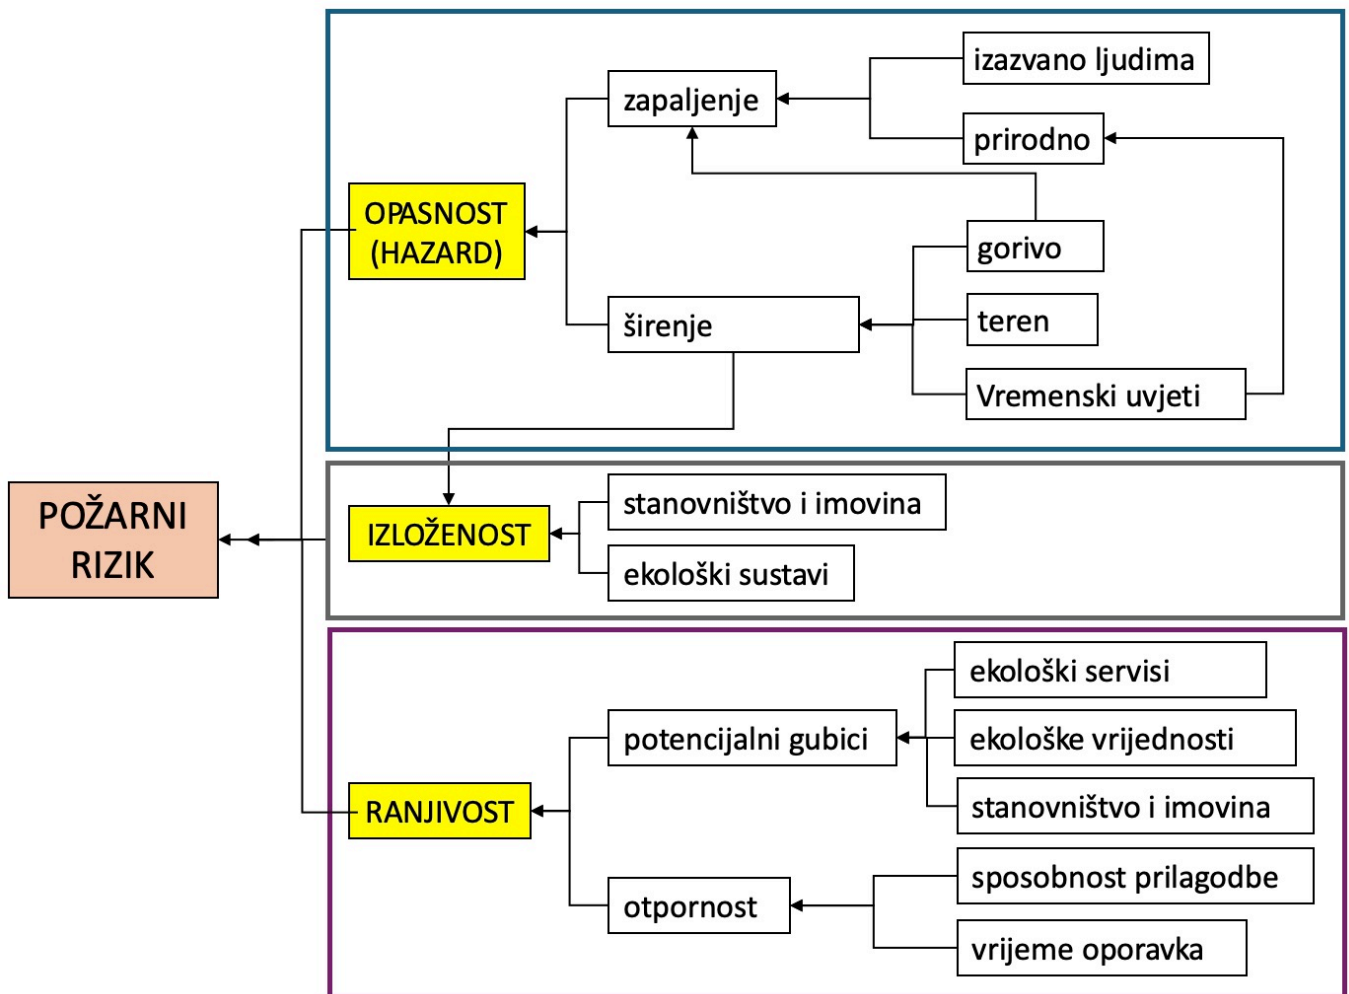 izazvano ljudima
zapaljenje
prirodno
OPASNOST
(HAZARD)
gorivo
širenje
teren
Vremenski uvjeti
POŽARNI
RIZIK
stanovništvo i imovina
IZLOŽENOST
ekološki sustavi
ekološki servisi
potencijalni gubici
ekološke vrijednosti
stanovništvo i imovina
RANJIVOST
sposobnost prilagodbe
otpornost
vrijeme oporavka